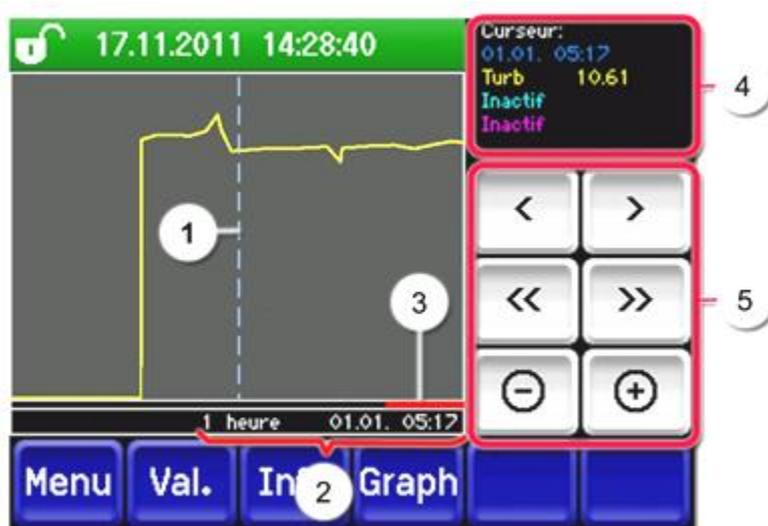 17.11.2011 14:28:40
Curseur:
01.01. 05:17
Turb 10.61
Inactif
Inactif
4
1
3
< >
<< >>
5
1 heure 01.01. 05:17
Menu Val. Graph
2